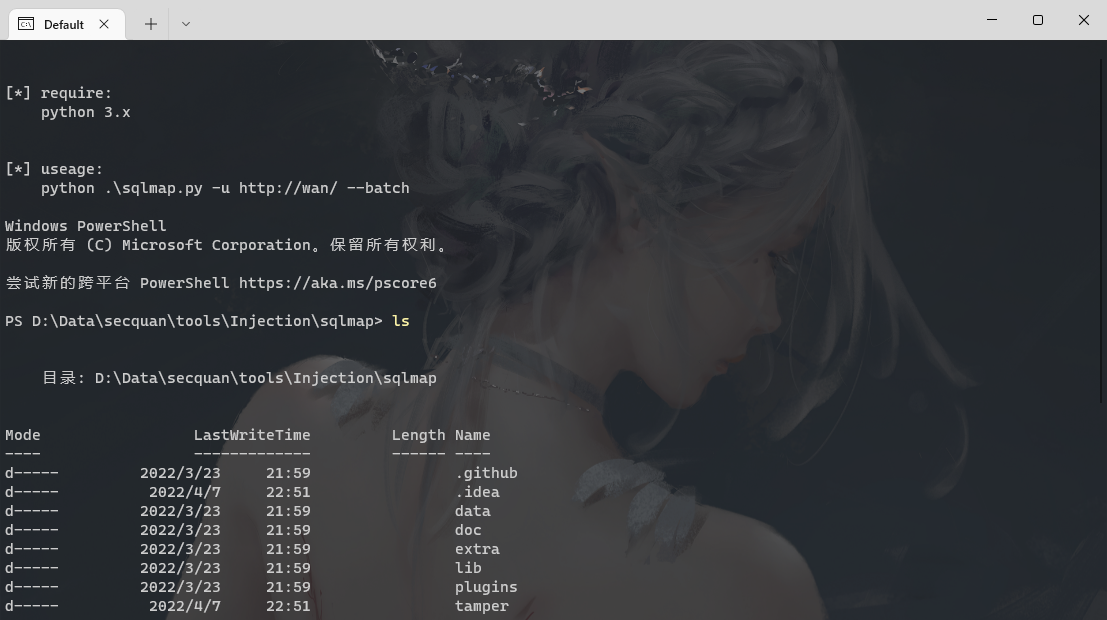 Default
[*] require:
python 3.x
[*] useage:
python .\sqlmap.py -u http://wan/ --batch
Windows PowerShell
版权所有 (C) Microsoft Corporation。保留所有权利。
尝试新的跨平台 PowerShell https://aka.ms/pscore6
PS D:\Data\secquan\tools\Injection\sqlmap> ls
目录: D:\Data\secquan\tools\Injection\sqlmap
Mode LastWriteTime Length Name
---- ------------- ------ ----
d----- 2022/3/23 21:59 .github
d----- 2022/4/7 22:51 .idea
d----- 2022/3/23 21:59 data
d----- 2022/3/23 21:59 doc
d----- 2022/3/23 21:59 extra
d----- 2022/3/23 21:59 lib
d----- 2022/3/23 21:59 plugins
d----- 2022/4/7 22:51 tamper